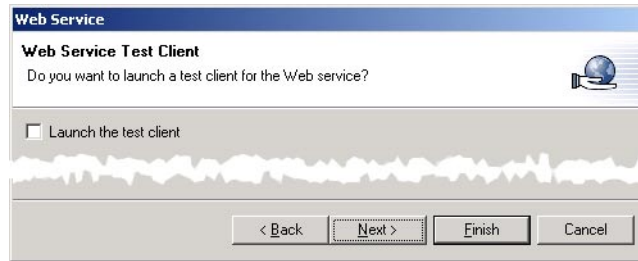 Web Service
Web Service Test Client
Do you want to launch a test client for the Web service?
Launch the test client
< Back Next > Finish Cancel